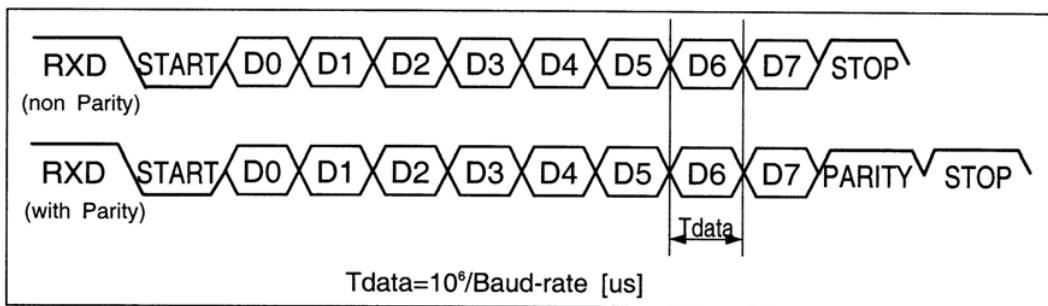 RXD START D0 D1 D2 D3 D4 D5 D6 D7 STOP
(non Parity)
RXD START D0 D1 D2 D3 D4 D5 D6 D7 PARITY STOP
(with Parity)
Tdata
Tdata=10⁶/Baud-rate [us]